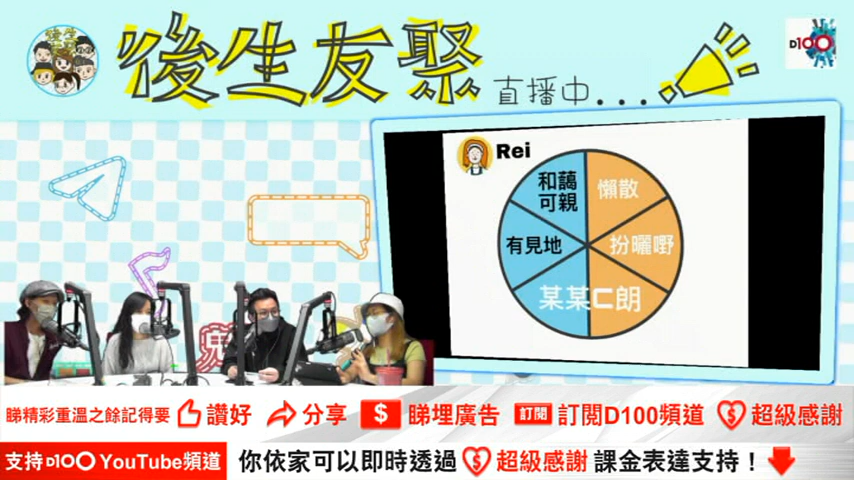 後生友聚 直播中...
D100
Rei
和藹
可親
懶散
有見地
扮曬嘢
某某C朗
睇精彩重溫之餘記得要 讚好 分享 $ 睇埋廣告 訂閱 訂閱D100頻道 $ 超級感謝
支持D100 YouTube頻道 你依家可以即時透過 $ 超級感謝 課金表達支持！